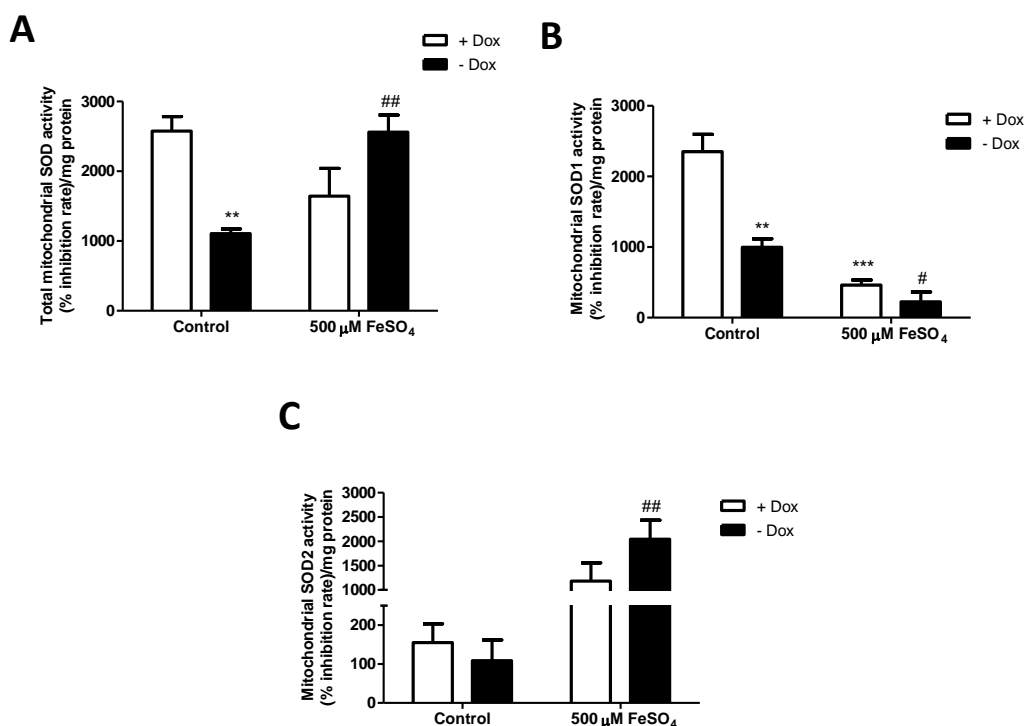 A
+ Dox
- Dox
Total mitochondrial SOD activity
(% inhibition rate)/mg protein
3000
2000
1000
0
**
##
Control
500 μM FeSO₄
B
+ Dox
- Dox
Mitochondrial SOD1 activity
(% inhibition rate)/mg protein
3000
2000
1000
0
**
***
#
Control
500 μM FeSO₄
C
+ Dox
- Dox
Mitochondrial SOD2 activity
(% inhibition rate)/mg protein
3000
2500
2000
1500
1000
200
100
0
##
Control
500 μM FeSO₄